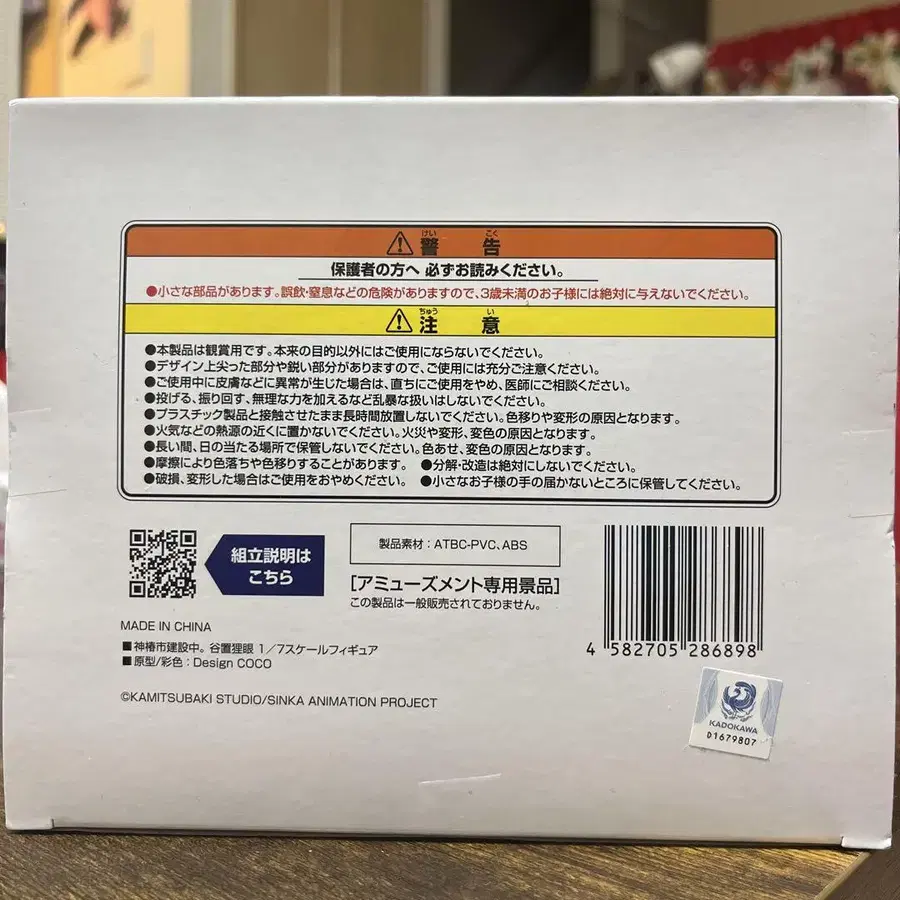 けい こく
⚠警 告
保護者の方へ 必ずお読みください。
●小さな部品があります。誤飲・窒息などの危険がありますので、3歳未満のお子様には絶対に与えないでください。
ちゅう い
⚠注 意
●本製品は観賞用です。本来の目的以外にはご使用にならないでください。
●デザイン上尖った部分や鋭い部分がありますので、ご使用には充分ご注意ください。
●ご使用中に皮膚などに異常が生じた場合は、直ちにご使用をやめ、医師にご相談ください。
●投げる、振り回す、無理な力を加えるなど乱暴な扱いはしないでください。
●プラスチック製品と接触させたまま長時間放置しないでください。色移りや変形の原因となります。
●火気などの熱源の近くに置かないでください。火災や変形、変色の原因となります。
●長い間、日の当たる場所で保管しないでください。色あせ、変色の原因となります。
●摩擦により色落ちや色移りすることがあります。 ●分解・改造は絶対にしないでください。
●破損、変形した場合はご使用をおやめください。 ●小さなお子様の手の届かないところに保管してください。
組立説明は
こちら
製品素材：ATBC-PVC、ABS
[アミューズメント専用景品]
この製品は一般販売されておりません。
MADE IN CHINA
■神椿市建設中。谷置狸眼 1／7スケールフィギュア
■原型/彩色：Design COCO
©KAMITSUBAKI STUDIO/SINKA ANIMATION PROJECT
4 582705 286898
KADOKAWA
D1679807